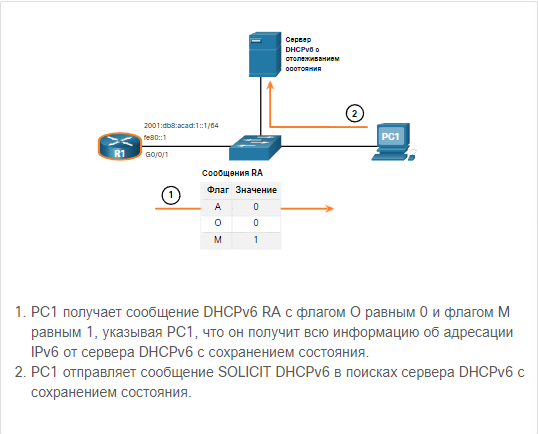 Сервер
DHCPv6 с
отолеживанием
осотояния
2
2001:db8:acad:1::1/64
fe80::1
R1
G0/0/1
PC1
Сообщения RA
1
Флаг Значение
A 0
O 0
M 1
1. PC1 получает сообщение DHCPv6 RA с флагом O равным 0 и флагом M
равным 1, указывая PC1, что он получит всю информацию об адресации
IPv6 от сервера DHCPv6 с сохранением состояния.
2. PC1 отправляет сообщение SOLICIT DHCPv6 в поисках сервера DHCPv6 с
сохранением состояния.